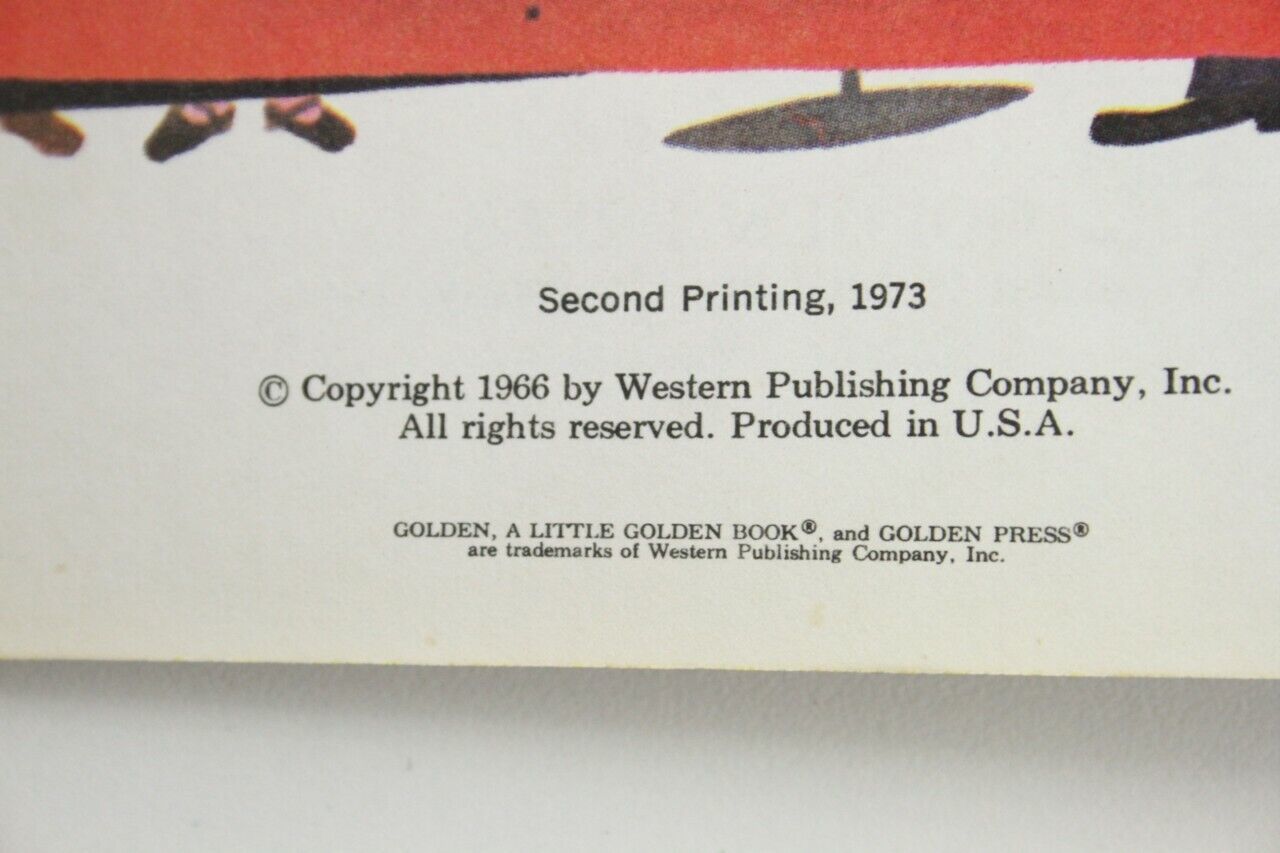 Second Printing, 1973
© Copyright 1966 by Western Publishing Company, Inc.
All rights reserved. Produced in U.S.A.
GOLDEN, A LITTLE GOLDEN BOOK®, and GOLDEN PRESS®
are trademarks of Western Publishing Company, Inc.